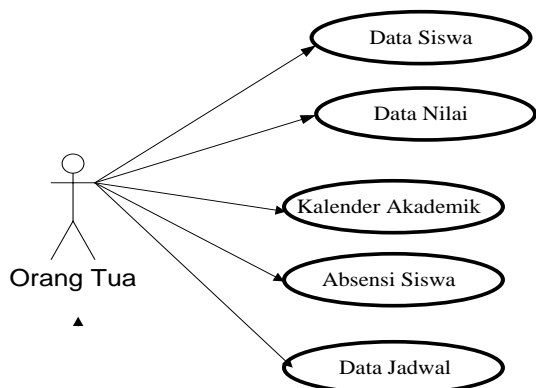 Data Siswa
Data Nilai
Kalender Akademik
Orang Tua
Absensi Siswa
Data Jadwal